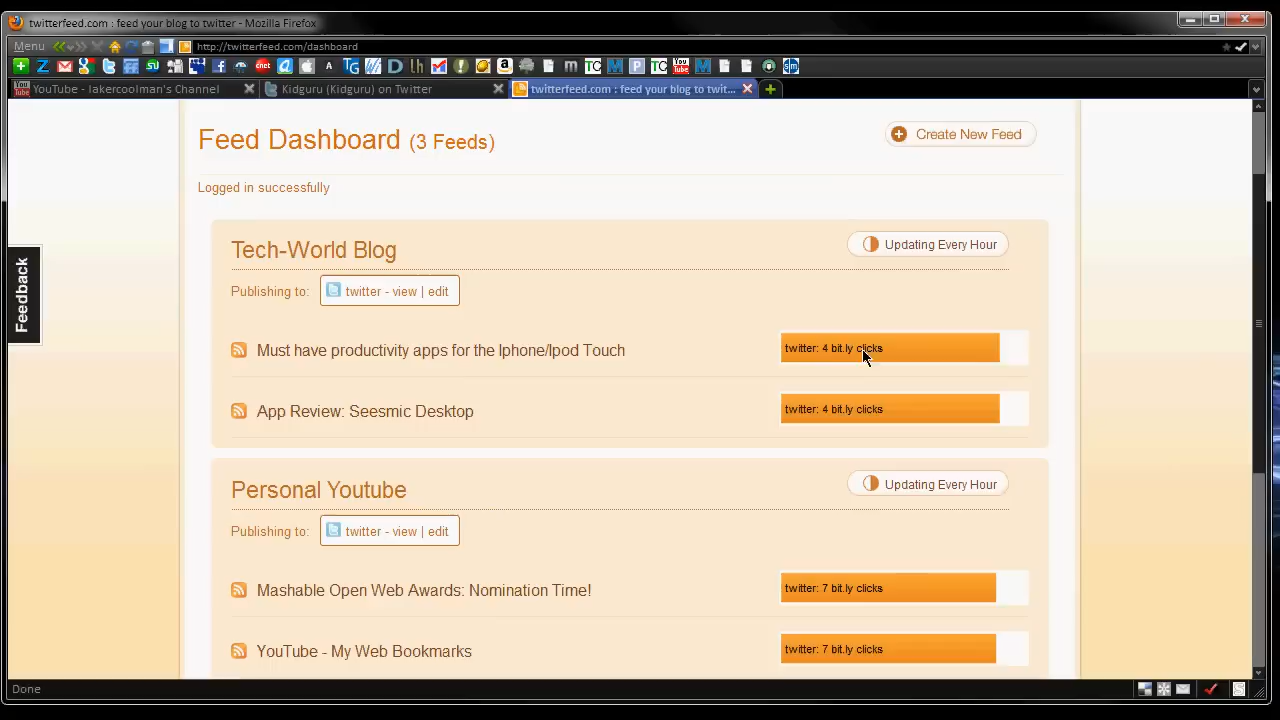 twitterfeed.com : feed your blog to twitter - Mozilla Firefox
Menu
http://twitterfeed.com/dashboard
YouTube - lakercoolman's Channel
Kidguru (Kidguru) on Twitter
twitterfeed.com : feed your blog to twit...
Feed Dashboard (3 Feeds)
Create New Feed
Logged in successfully
Feedback
Tech-World Blog
Updating Every Hour
Publishing to: twitter - view | edit
Must have productivity apps for the Iphone/Ipod Touch
twitter: 4 bit.ly clicks
App Review: Seesmic Desktop
twitter: 4 bit.ly clicks
Personal Youtube
Updating Every Hour
Publishing to: twitter - view | edit
Mashable Open Web Awards: Nomination Time!
twitter: 7 bit.ly clicks
YouTube - My Web Bookmarks
twitter: 7 bit.ly clicks
Done